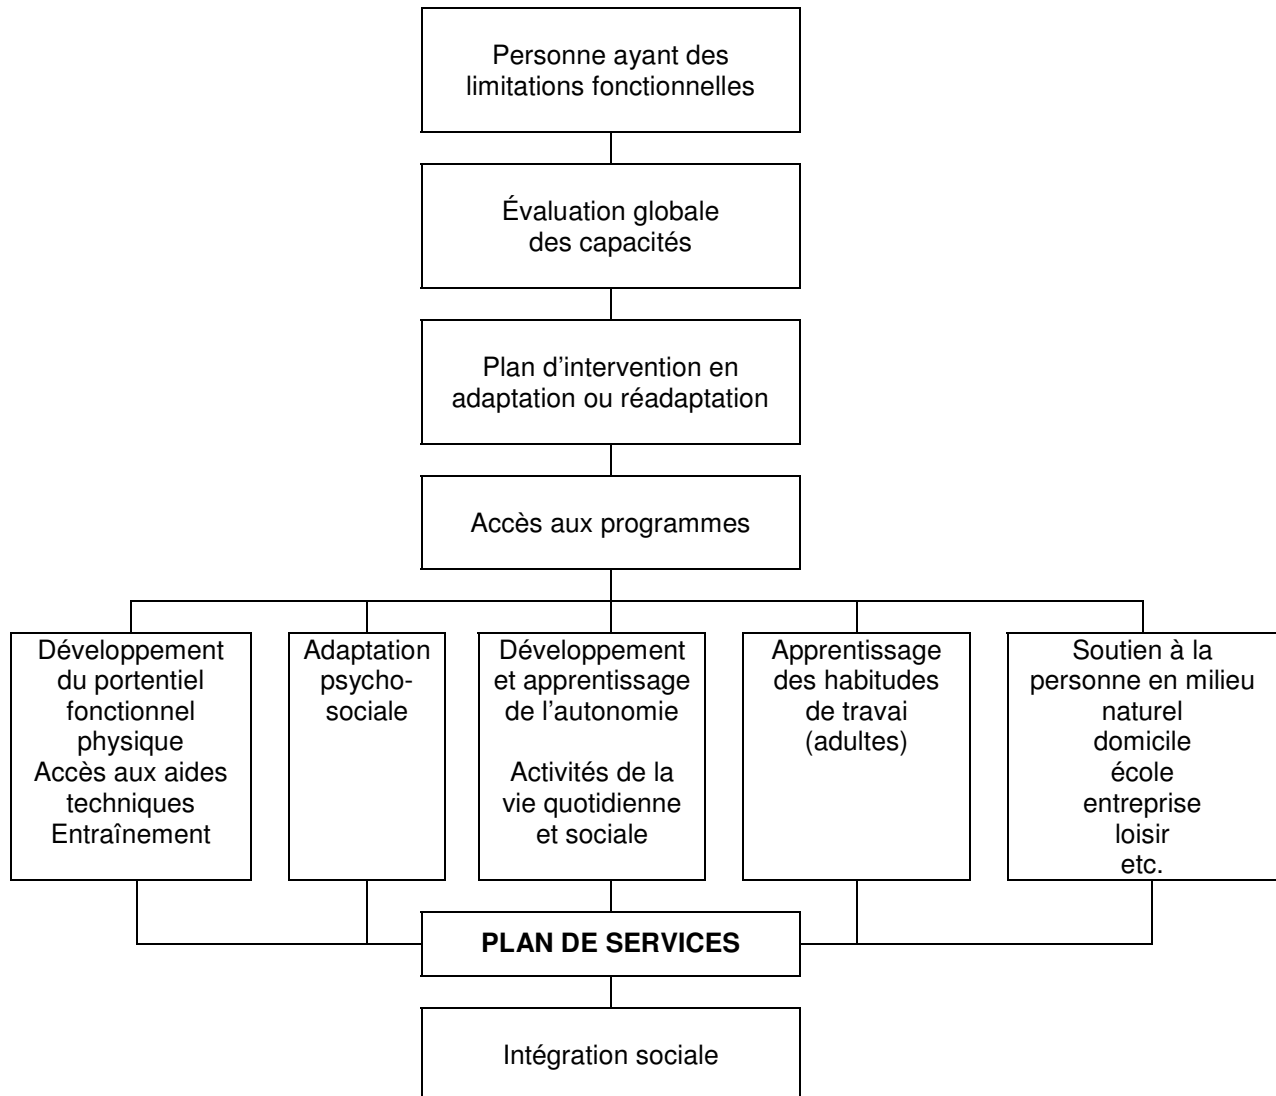 Personne ayant des
limitations fonctionnelles
Évaluation globale
des capacités
Plan d'intervention en
adaptation ou réadaptation
Accès aux programmes
Développement
du portentiel
fonctionnel
physique
Accès aux aides
techniques
Entraînement
Adaptation
psycho-
sociale
Développement
et apprentissage
de l'autonomie
Activités de la
vie quotidienne
et sociale
Apprentissage
des habitudes
de travai
(adultes)
Soutien à la
personne en milieu
naturel
domicile
école
entreprise
loisir
etc.
PLAN DE SERVICES
Intégration sociale